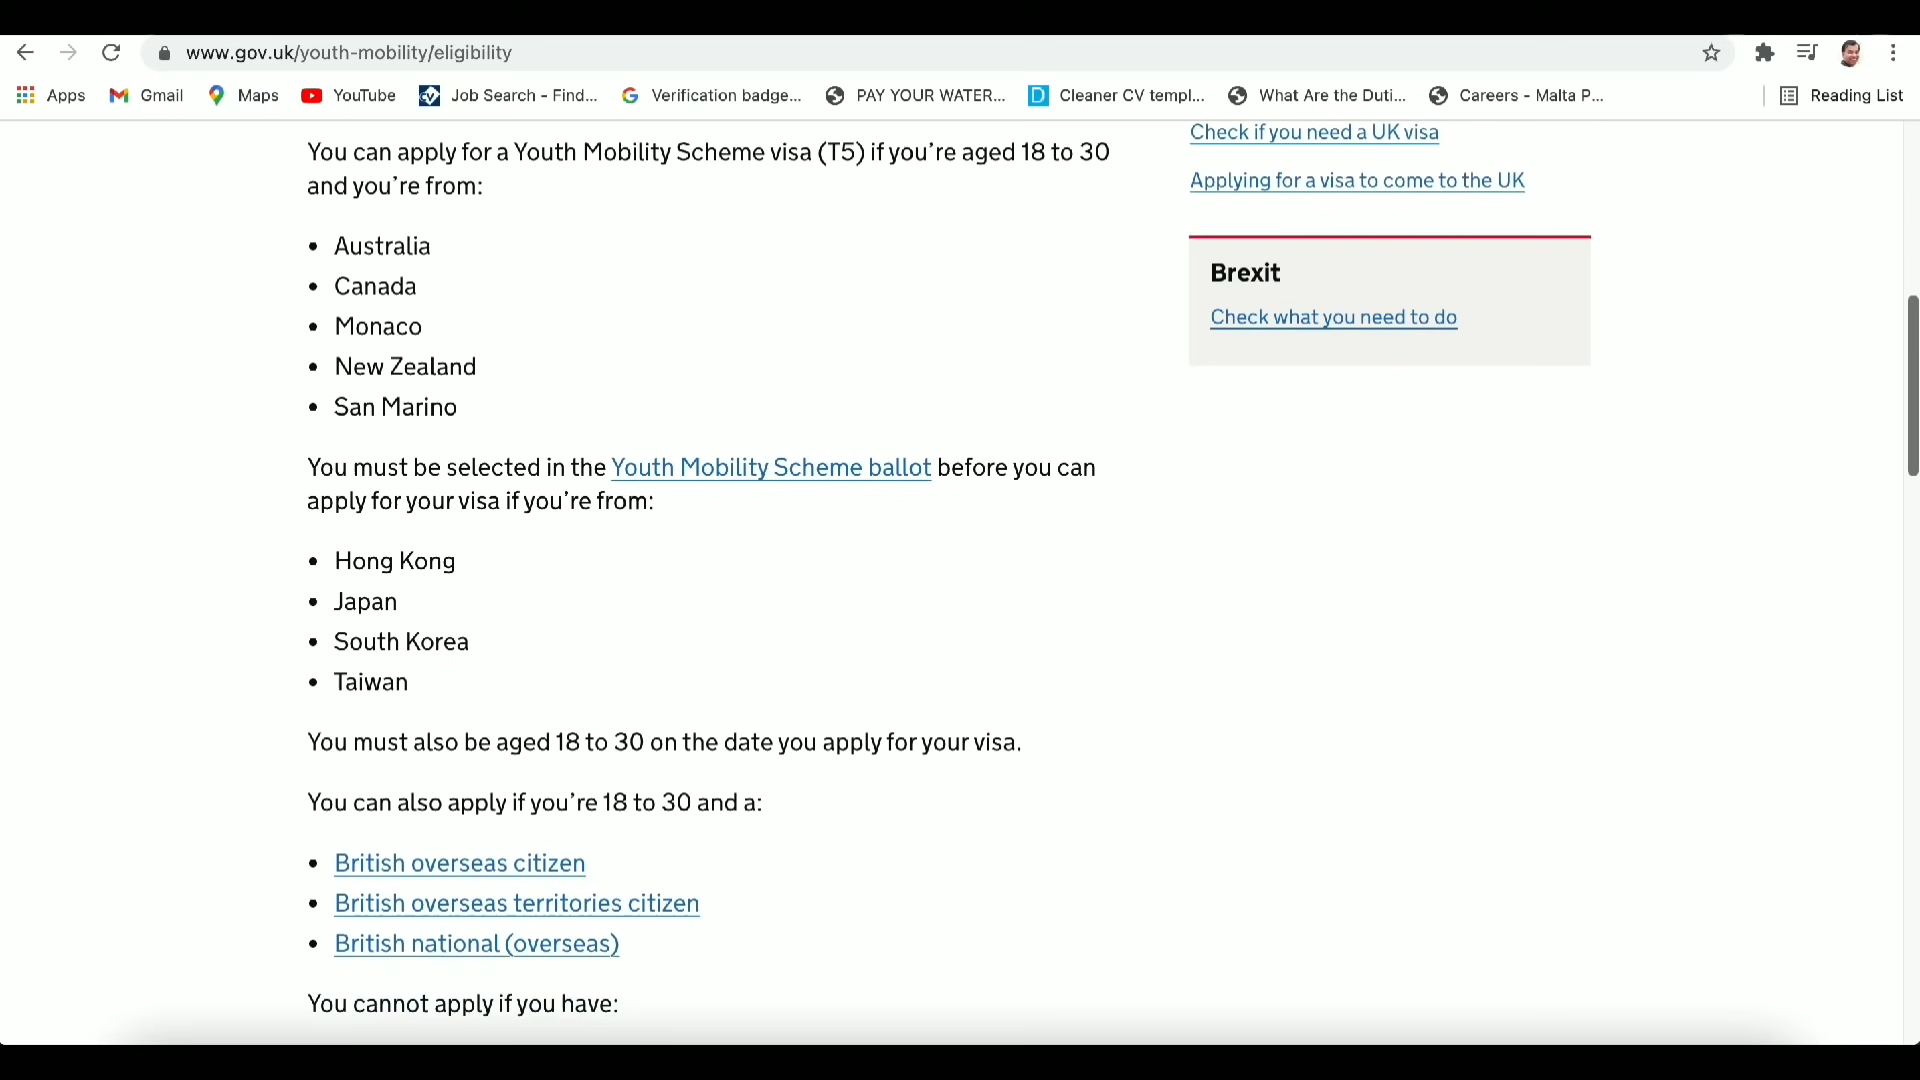 www.gov.uk/youth-mobility/eligibility
Apps Gmail Maps YouTube Job Search - Find... Verification badge... PAY YOUR WATER... Cleaner CV templ... What Are the Duti... Careers - Malta P... Reading List
You can apply for a Youth Mobility Scheme visa (T5) if you’re aged 18 to 30
and you’re from:
• Australia
• Canada
• Monaco
• New Zealand
• San Marino
You must be selected in the Youth Mobility Scheme ballot before you can
apply for your visa if you’re from:
• Hong Kong
• Japan
• South Korea
• Taiwan
You must also be aged 18 to 30 on the date you apply for your visa.
You can also apply if you’re 18 to 30 and a:
• British overseas citizen
• British overseas territories citizen
• British national (overseas)
You cannot apply if you have:
Check if you need a UK visa
Applying for a visa to come to the UK
Brexit
Check what you need to do